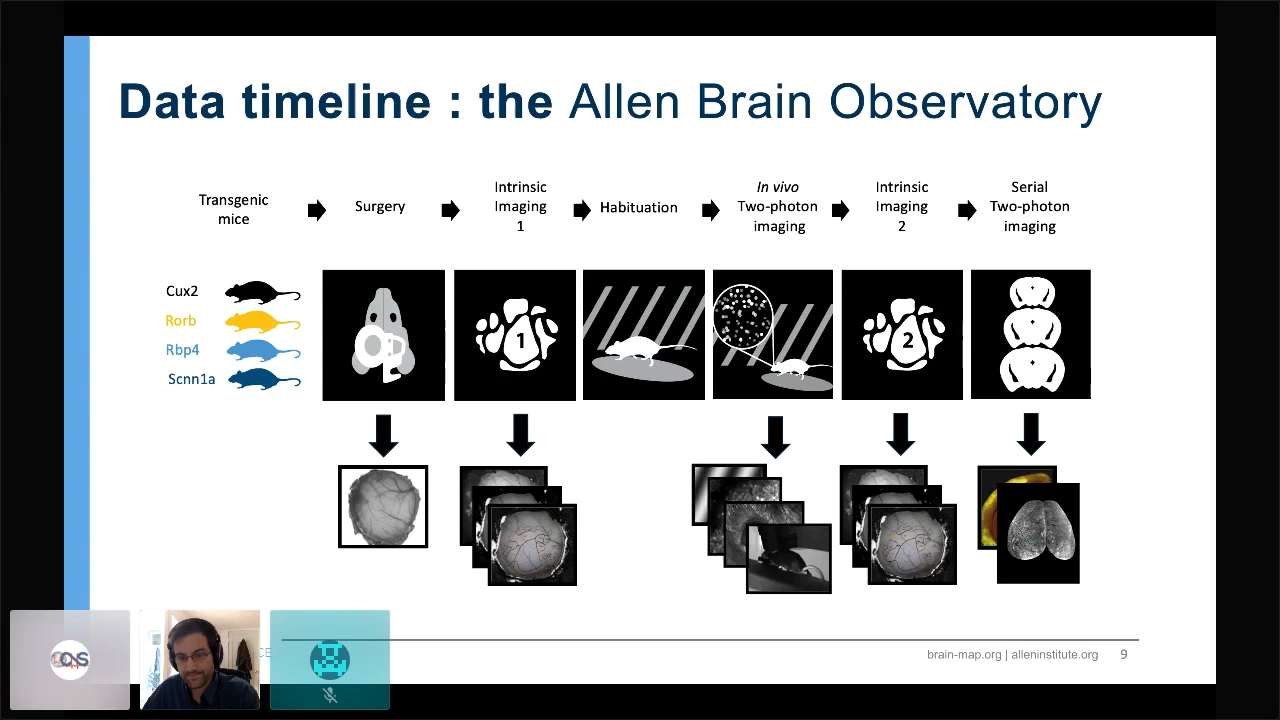 Data timeline : the Allen Brain Observatory
Transgenic
mice
Surgery
Intrinsic
Imaging
1
Habituation
In vivo
Two-photon
imaging
Intrinsic
Imaging
2
Serial
Two-photon
imaging
Cux2
Rorb
Rbp4
Scnn1a
1
2
brain-map.org | alleninstitute.org
9